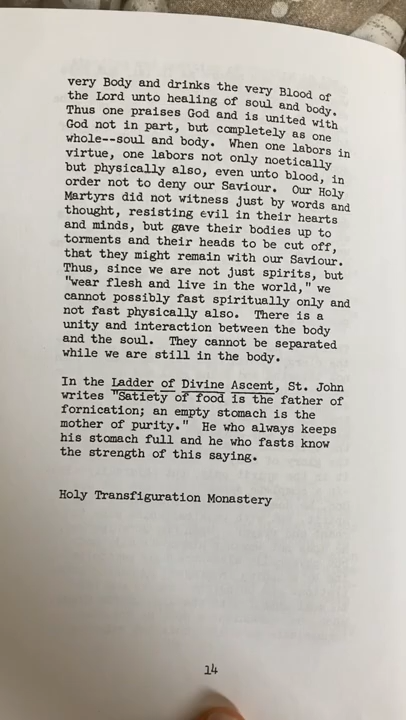 very Body and drinks the very Blood of
the Lord unto healing of soul and body.
Thus one praises God and is united with
God not in part, but completely as one
whole--soul and body. When one labors in
virtue, one labors not only noetically
but physically also, even unto blood, in
order not to deny our Saviour. Our Holy
Martyrs did not witness just by words and
thought, resisting evil in their hearts
and minds, but gave their bodies up to
torments and their heads to be cut off,
that they might remain with our Saviour.
Thus, since we are not just spirits, but
"wear flesh and live in the world," we
cannot possibly fast spiritually only and
not fast physically also. There is a
unity and interaction between the body
and the soul. They cannot be separated
while we are still in the body.
In the Ladder of Divine Ascent, St. John
writes "Satiety of food is the father of
fornication; an empty stomach is the
mother of purity." He who always keeps
his stomach full and he who fasts know
the strength of this saying.
Holy Transfiguration Monastery
14